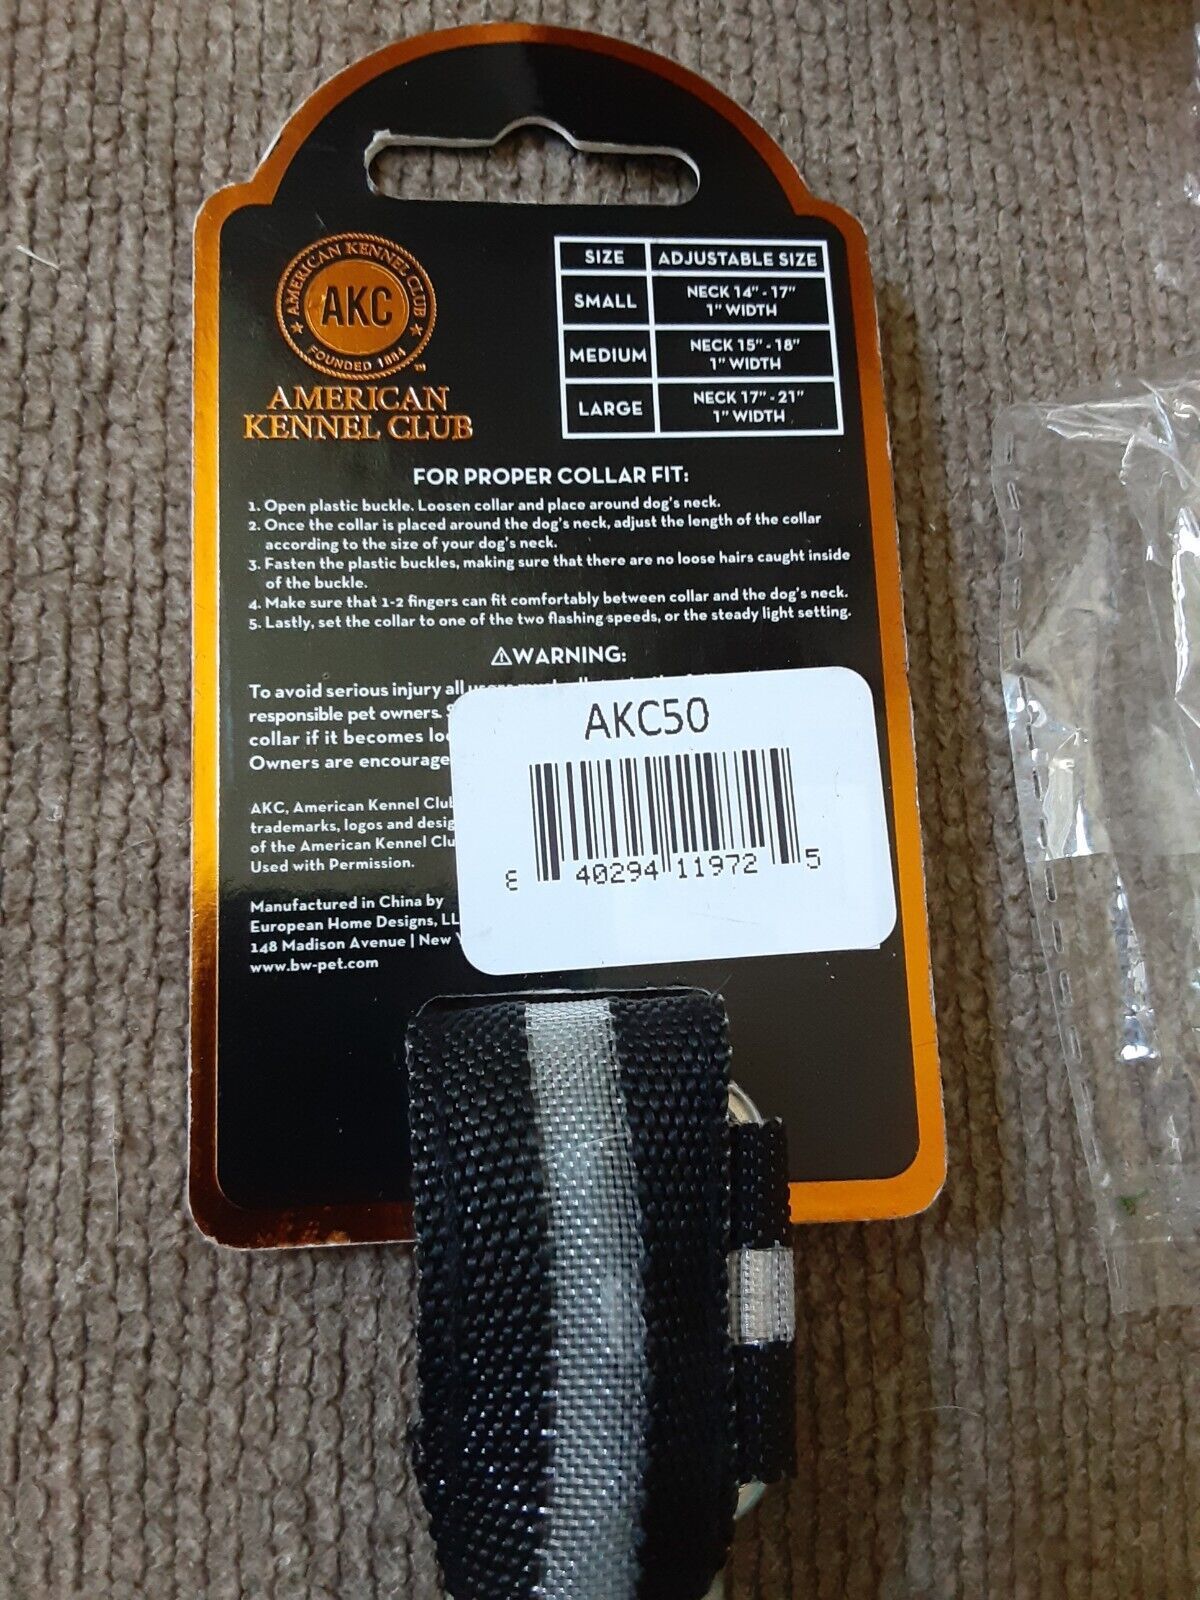 AMERICAN KENNEL CLUB
AKC
FOUNDED 1884
™
AMERICAN
KENNEL CLUB
SIZE ADJUSTABLE SIZE
SMALL NECK 14" - 17"
1" WIDTH
MEDIUM NECK 15" - 18"
1" WIDTH
LARGE NECK 17" - 21"
1" WIDTH
FOR PROPER COLLAR FIT:
1. Open plastic buckle. Loosen collar and place around dog's neck.
2. Once the collar is placed around the dog's neck, adjust the length of the collar
according to the size of your dog's neck.
3. Fasten the plastic buckles, making sure that there are no loose hairs caught inside
of the buckle.
4. Make sure that 1-2 fingers can fit comfortably between collar and the dog's neck.
5. Lastly, set the collar to one of the two flashing speeds, or the steady light setting.
⚠WARNING:
To avoid serious injury all
responsible pet owners.
collar if it becomes
Owners are
AKC, American Kennel
trademarks, logos and
of the American Kennel
Used with Permission.
Manufactured in China by
European Home Designs,
148 Madison Avenue | New
www.bw-pet.com
AKC50
8 40294 11972 5